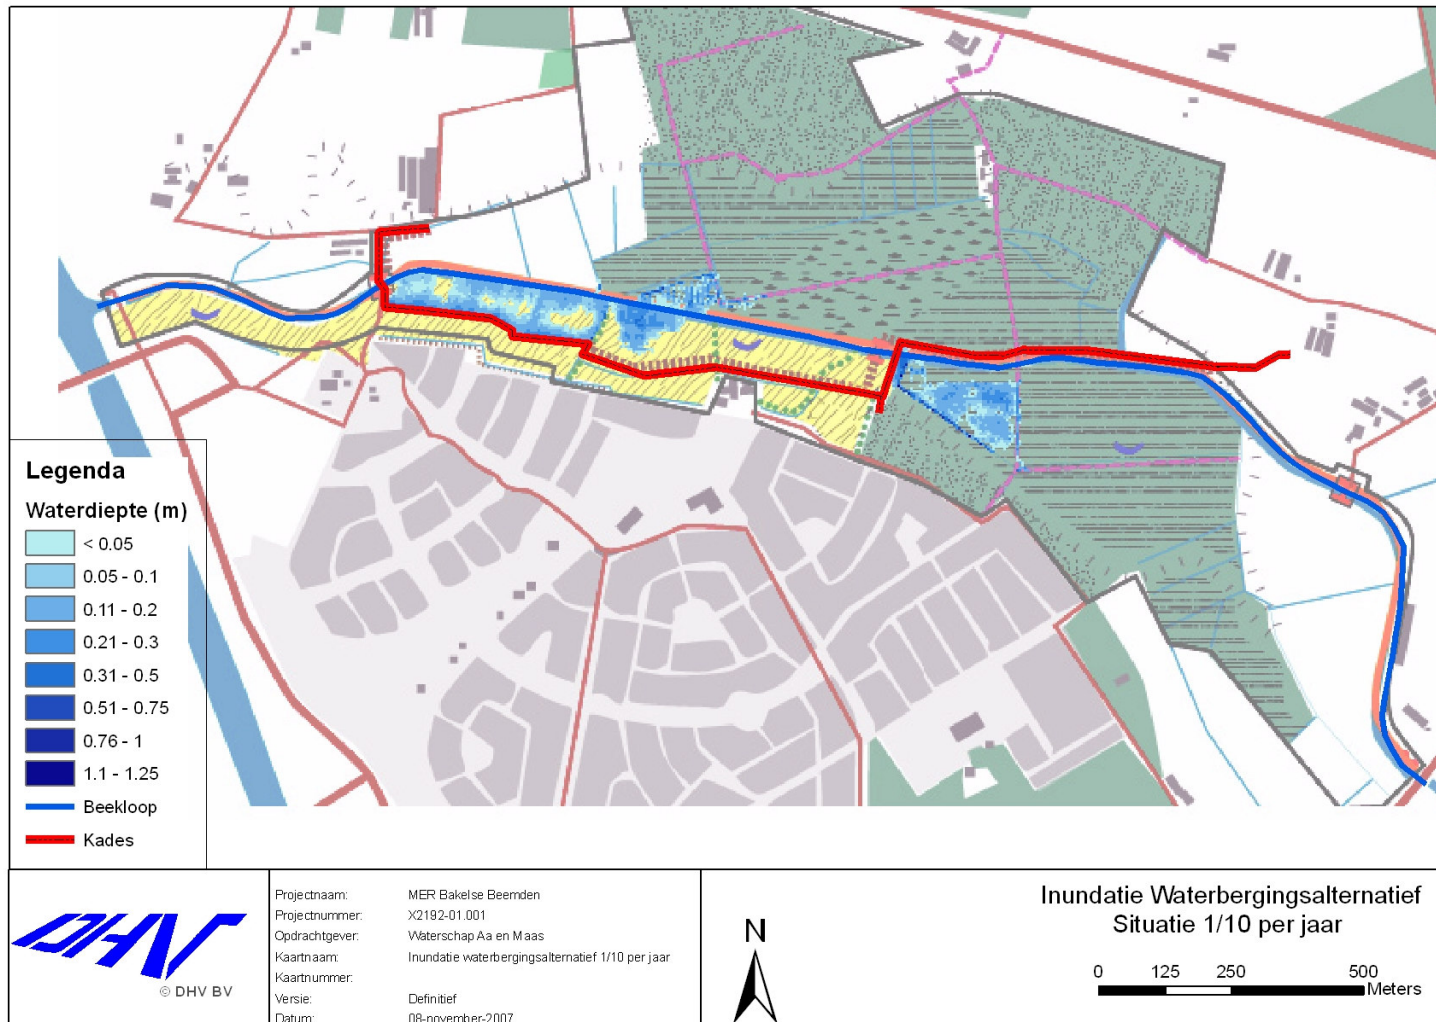 Legenda
Waterdiepte (m)
< 0.05
0.05 - 0.1
0.11 - 0.2
0.21 - 0.3
0.31 - 0.5
0.51 - 0.75
0.76 - 1
1.1 - 1.25
Beekloop
Kades
DHV
© DHV BV
Projectnaam: MER Bakelse Beemden
Projectnummer: X2192-01.001
Opdrachtgever: Waterschap Aa en Maas
Kaartnaam: Inundatie waterbergingsalternatief 1/10 per jaar
Kaartnummer:
Versie: Definitief
Datum: 08-november-2007
N
Inundatie Waterbergingsalternatief
Situatie 1/10 per jaar
0 125 250 500
Meters